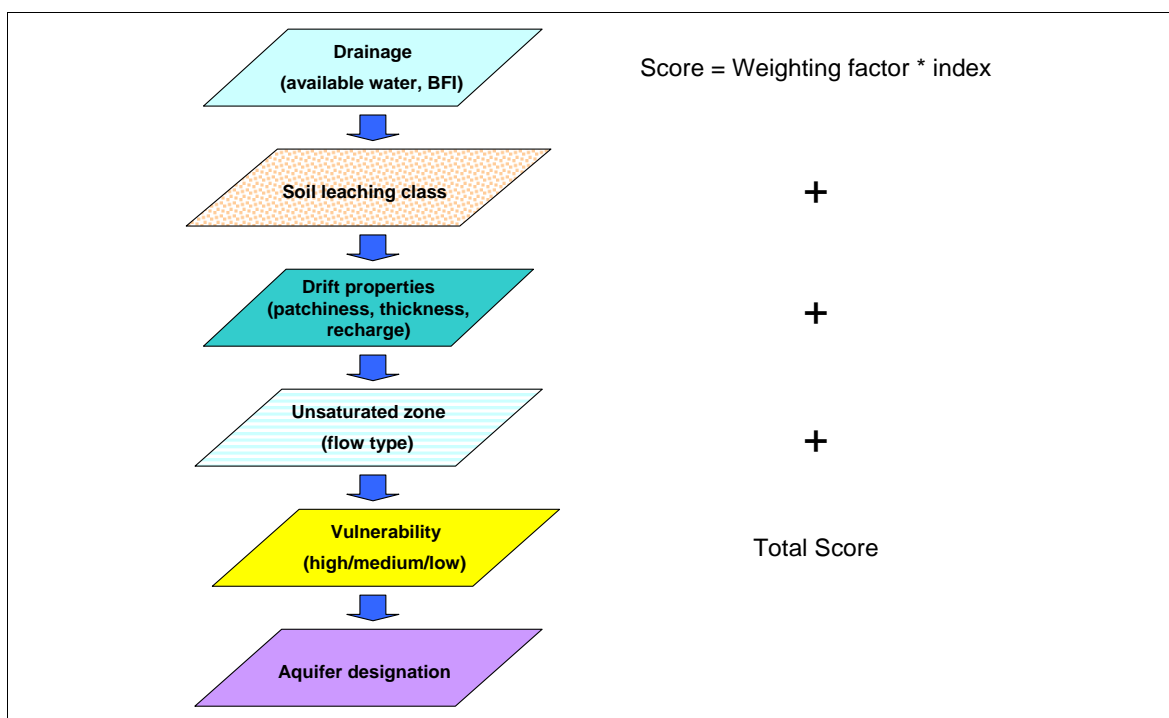 Drainage
(available water, BFI)
Score = Weighting factor * index
Soil leaching class
+
Drift properties
(patchiness, thickness,
recharge)
+
Unsaturated zone
(flow type)
+
Vulnerability
(high/medium/low)
Total Score
Aquifer designation